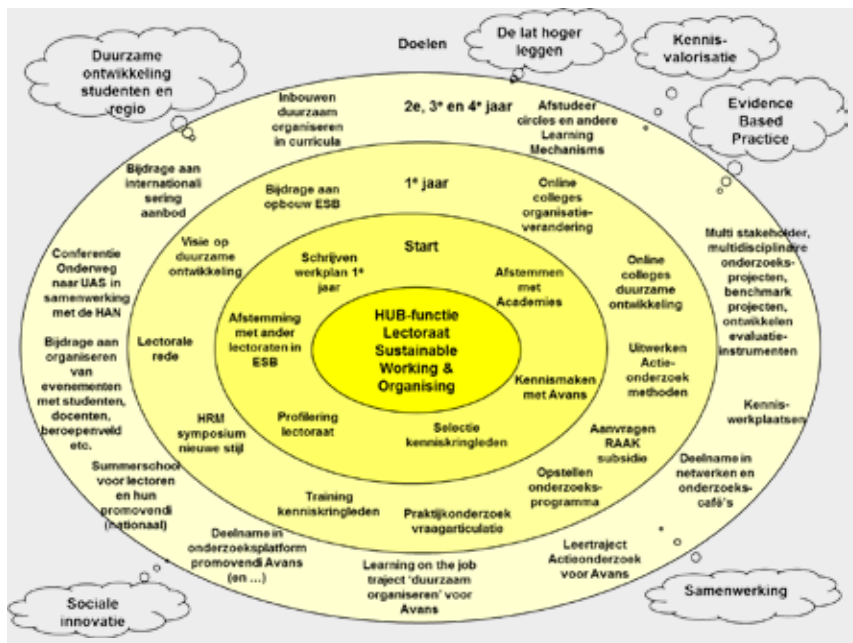 Doelen
De lat hoger
leggen
Kennis-
valorisatie
Duurzame
ontwikkeling
studenten en
regio
Evidence
Based
Practice
Inbouwen
duurzaam
organiseren
in curricula
2e, 3ᵉ en 4ᵉ jaar
Afstudeer
circles en andere
Learning
Mechanisms
Bijdrage aan
internationali
sering
aanbod
Bijdrage aan
opbouw ESB
1ᵉ jaar
Online
colleges
organisatie-
verandering
Multi stakeholder,
multidisciplinaire
onderzoeks-
projecten,
benchmark
projecten,
ontwikkelen
evaluatie-
instrumenten
Conferentie
Onderweg
naar UAS in
samenwerking
met de HAN
Visie op
duurzame
ontwikkeling
Schrijven
werkplan 1ᵉ
jaar
Start
Afstemmen
met
Academies
Online
colleges
duurzame
ontwikkeling
Lectorale
rede
Afstemming
met ander
lectoraten in
ESB
HUB-functie
Lectoraat
Sustainable
Working &
Organising
Uitwerken
Actie-
onderzoek
methoden
Bijdrage aan
organiseren
van
evenementen
met studenten,
docenten,
beroepenveld
etc.
Kennismaken
met Avans
Kennis-
werkplaatsen
HRM
symposium
nieuwe stijl
Profilering
lectoraat
Selectie
kenniskringleden
Aanvragen
RAAK
subsidie
Deelname in
netwerken en
onderzoeks-
café's
Summerschool
voor lectoren
en hun
promovendi
(nationaal)
Training
kenniskringleden
Praktijkonderzoek
vraagarticulatie
Opstellen
onderzoeks-
programma
Deelname in
onderzoeksplatform
promovendi Avans
(en …)
Learning on the job
traject 'duurzaam
organiseren' voor
Avans
Leertraject
Actieonderzoek
voor Avans
Sociale
innovatie
Samenwerking